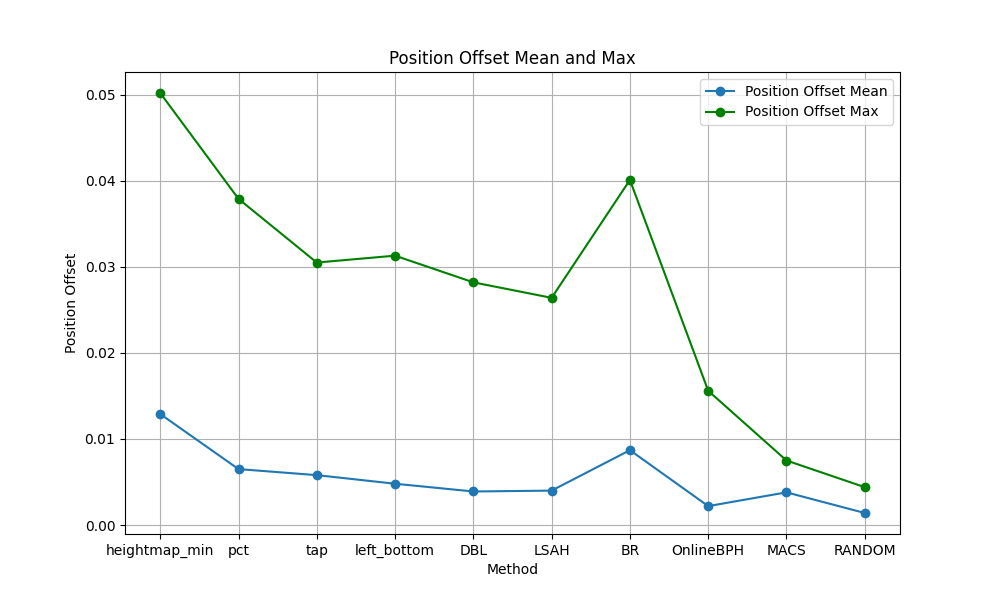 Position Offset Mean and Max
Position Offset Mean
Position Offset Max
0.05
0.04
0.03
0.02
0.01
0.00
Position Offset
heightmap_min pct tap left_bottom DBL LSAH BR OnlineBPH MACS RANDOM
Method